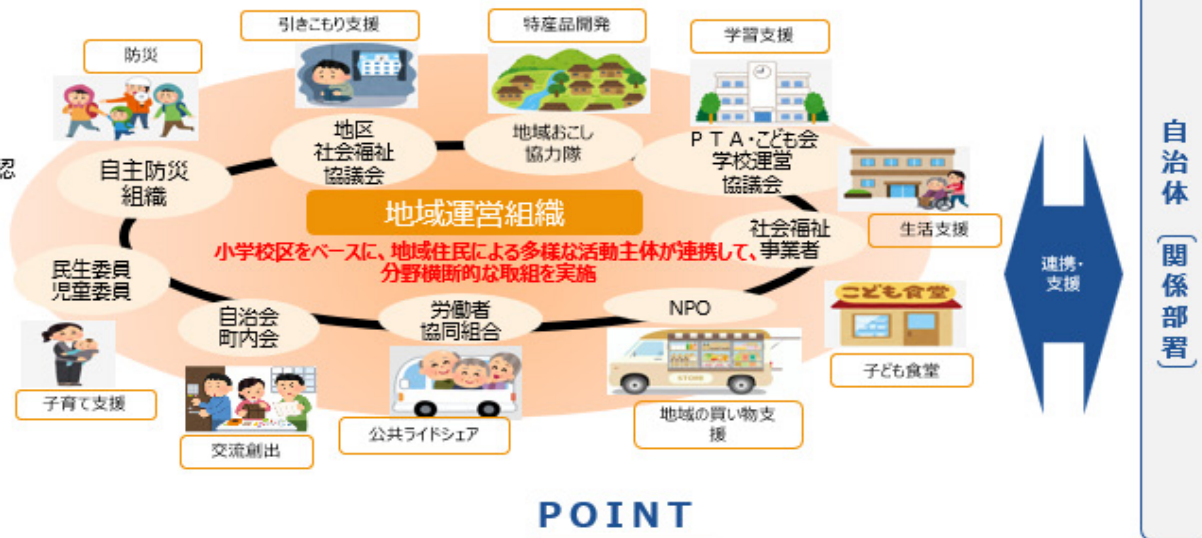 引きこもり支援
特産品開発
学習支援
防災
地区
社会福祉
協議会
地域おこし
協力隊
ＰＴＡ・こども会
学校運営
協議会
認
自主防災
組織
地域運営組織
小学校区をベースに、地域住民による多様な活動主体が連携して、
分野横断的な取組を実施
社会福祉
事業者
生活支援
民生委員
児童委員
自治会
町内会
労働者
協同組合
NPO
こども食堂
子ども食堂
STORE
子育て支援
交流創出
公共ライドシェア
地域の買い物支
援
連携・
支援
自治体（関係部署）
POINT